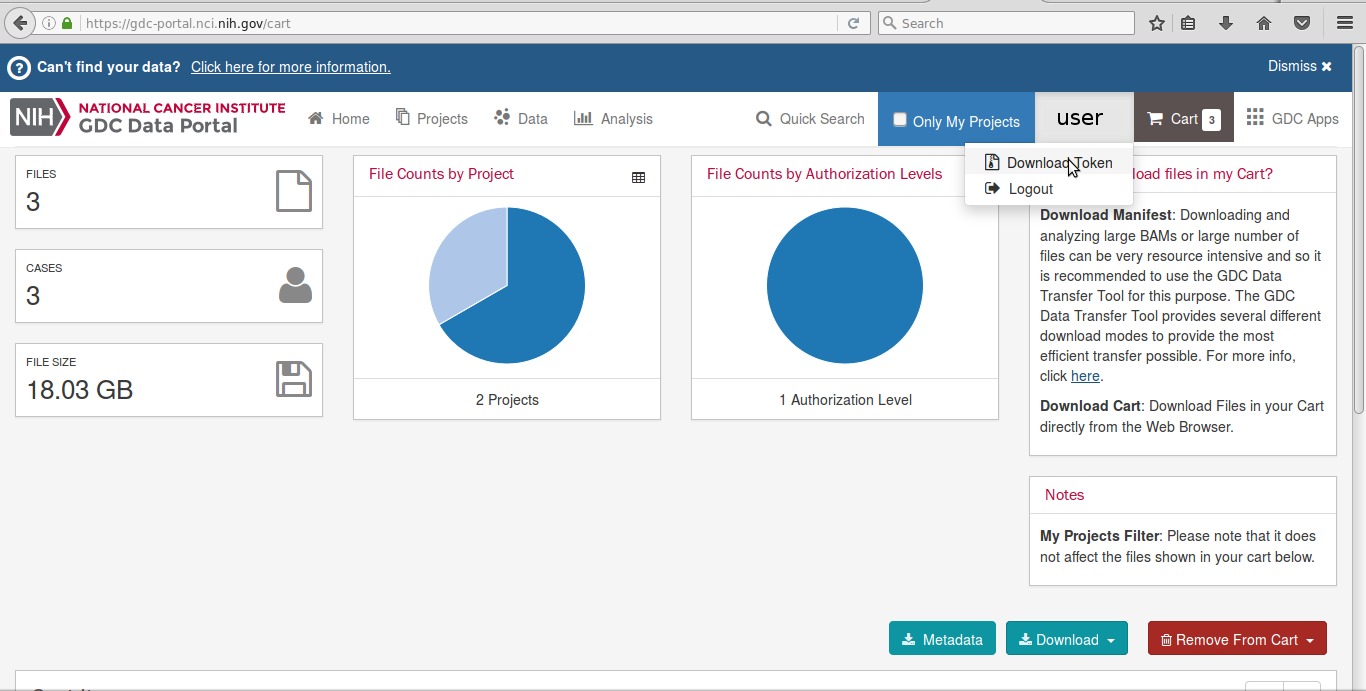 https://gdc-portal.nci.nih.gov/cart
Search
Can't find your data? Click here for more information.
Dismiss ✖
NIH NATIONAL CANCER INSTITUTE
GDC Data Portal
Home
Projects
Data
Analysis
Quick Search
Only My Projects
user
Cart 3
GDC Apps
Download Token
Logout
FILES
3
CASES
3
FILE SIZE
18.03 GB
File Counts by Project
2 Projects
File Counts by Authorization Levels
1 Authorization Level
load files in my Cart?
Download Manifest: Downloading and
analyzing large BAMs or large number of
files can be very resource intensive and so it
is recommended to use the GDC Data
Transfer Tool for this purpose. The GDC
Data Transfer Tool provides several different
download modes to provide the most
efficient transfer possible. For more info,
click here.
Download Cart: Download Files in your Cart
directly from the Web Browser.
Notes
My Projects Filter: Please note that it does
not affect the files shown in your cart below.
Metadata
Download
Remove From Cart